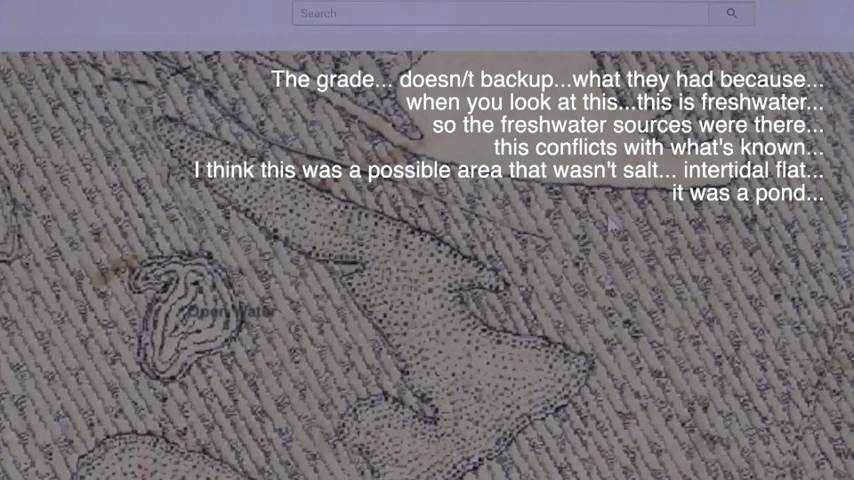 Search
The grade... doesn/t backup...what they had because...
when you look at this...this is freshwater...
so the freshwater sources were there...
this conflicts with what's known...
I think this was a possible area that wasn't salt... intertidal flat...
it was a pond...
Open Water